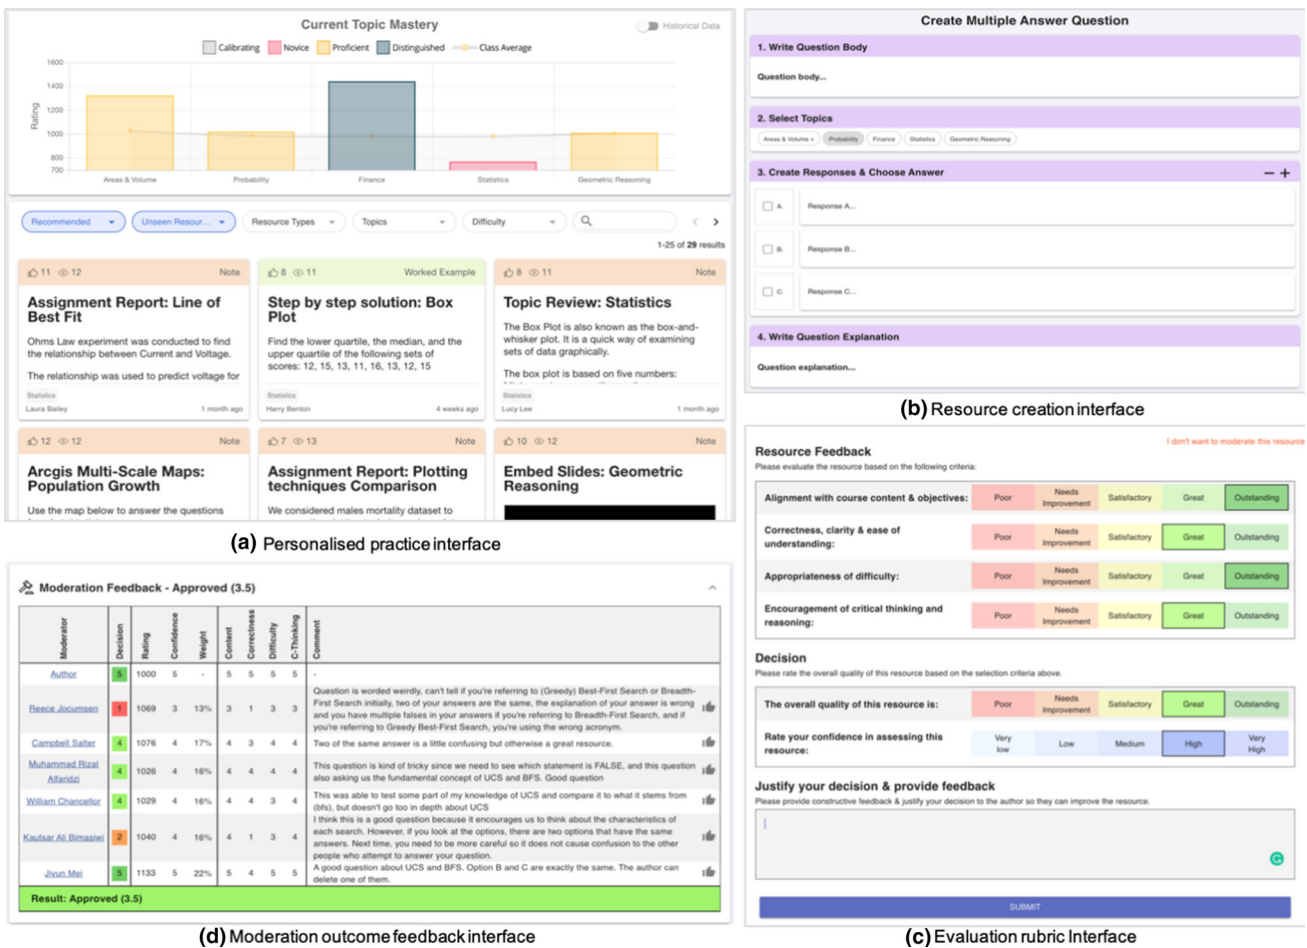 Current Topic Mastery
Historical Data
Calibrating Novice Proficient Distinguished Class Average
Rating
1600
1400
1200
1000
800
700
Areas & Volume Probability Finance Statistics Geometric Reasoning
Recommended Unseen Resour... Resource Types Topics Difficulty
1-25 of 29 results
11 12 Note
Assignment Report: Line of
Best Fit
Ohms Law experiment was conducted to find
the relationship between Current and Voltage.
The relationship was used to predict voltage for
Statistics
Laura Bailey 1 month ago
8 11 Worked Example
Step by step solution: Box
Plot
Find the lower quartile, the median, and the
upper quartile of the following sets of
scores: 12, 15, 13, 11, 16, 13, 12, 15
Statistics
Harry Benton 4 weeks ago
8 11 Note
Topic Review: Statistics
The Box Plot is also known as the box-and-
whisker plot. It is a quick way of examining
sets of data graphically.
The box plot is based on five numbers:
Statistics
Lucy Lee 1 month ago
12 12 Note
Arcgis Multi-Scale Maps:
Population Growth
Use the map below to answer the questions
7 13 Note
Assignment Report: Plotting
techniques Comparison
We considered males mortality dataset to
10 12 Note
Embed Slides: Geometric
Reasoning
(a) Personalised practice interface
Create Multiple Answer Question
1. Write Question Body
Question body...
2. Select Topics
Areas & Volume Probability Finance Statistics Geometric Reasoning
3. Create Responses & Choose Answer − +
A. Response A...
B. Response B...
C. Response C...
4. Write Question Explanation
Question explanation...
(b) Resource creation interface
I don't want to moderate this resource
Resource Feedback
Please evaluate the resource based on the following criteria:
Alignment with course content & objectives: Poor Needs Improvement Satisfactory Great Outstanding
Correctness, clarity & ease of
understanding: Poor Needs Improvement Satisfactory Great Outstanding
Appropriateness of difficulty: Poor Needs Improvement Satisfactory Great Outstanding
Encouragement of critical thinking and
reasoning: Poor Needs Improvement Satisfactory Great Outstanding
Decision
Please rate the overall quality of this resource based on the selection criteria above.
The overall quality of this resource is: Poor Needs Improvement Satisfactory Great Outstanding
Rate your confidence in assessing this
resource: Very low Low Medium High Very High
Justify your decision & provide feedback
Please provide constructive feedback & justify your decision to the author so they can improve the resource.
SUBMIT
(c) Evaluation rubric Interface
Moderation Feedback - Approved (3.5)
Moderator Decision Rating Confidence Weight Content Correctness Difficulty C-Thinking Comment
Author 5 1000 5 - 5 5 5 5 -
Reece Jocumsen 1 1069 3 13% 3 1 3 3
Question is worded weirdly, can't tell if you're referring to (Greedy) Best-First Search or Breadth-
First Search initially, two of your answers are the same, the explanation of your answer is wrong
and you have multiple falses in your answers if you're referring to Breadth-First Search, and if
you're referring to Greedy Best-First Search, you're using the wrong acronym.
Campbell Salter 4 1076 4 17% 4 3 4 4 Two of the same answer is a little confusing but otherwise a great resource.
Muhammad Rizal
Alfaridzi 4 1026 4 16% 4 4 4 4
This question is kind of tricky since we need to see which statement is FALSE, and this question
also asking us the fundamental concept of UCS and BFS. Good question
William Chancellor 4 1029 4 16% 4 4 3 4
This was able to test some part of my knowledge of UCS and compare it to what it stems from
(bfs), but doesn't go too in depth about UCS
Kautsar Ali Bimasiwi 2 1040 4 16% 4 1 3 4
I think this is a good question because it encourages us to think about the characteristics of
each search. However, if you look at the options, there are two options that have the same
answers. Next time, you need to be more careful so it does not cause confusion to the other
people who attempt to answer your question.
Jiyun Mei 5 1133 5 22% 5 4 5 5
A good question about UCS and BFS. Option B and C are exactly the same. The author can
delete one of them.
Result: Approved (3.5)
(d) Moderation outcome feedback interface